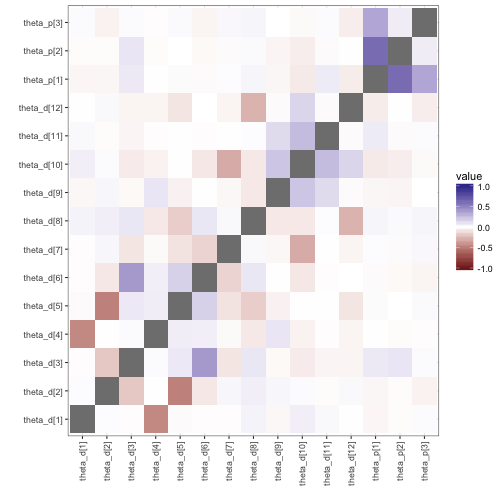 theta_p[3]
theta_p[2]
theta_p[1]
theta_d[12]
theta_d[11]
theta_d[10]
theta_d[9]
theta_d[8]
theta_d[7]
theta_d[6]
theta_d[5]
theta_d[4]
theta_d[3]
theta_d[2]
theta_d[1]
value
1.0
0.5
0.0
-0.5
-1.0
theta_d[1]
theta_d[2]
theta_d[3]
theta_d[4]
theta_d[5]
theta_d[6]
theta_d[7]
theta_d[8]
theta_d[9]
theta_d[10]
theta_d[11]
theta_d[12]
theta_p[1]
theta_p[2]
theta_p[3]